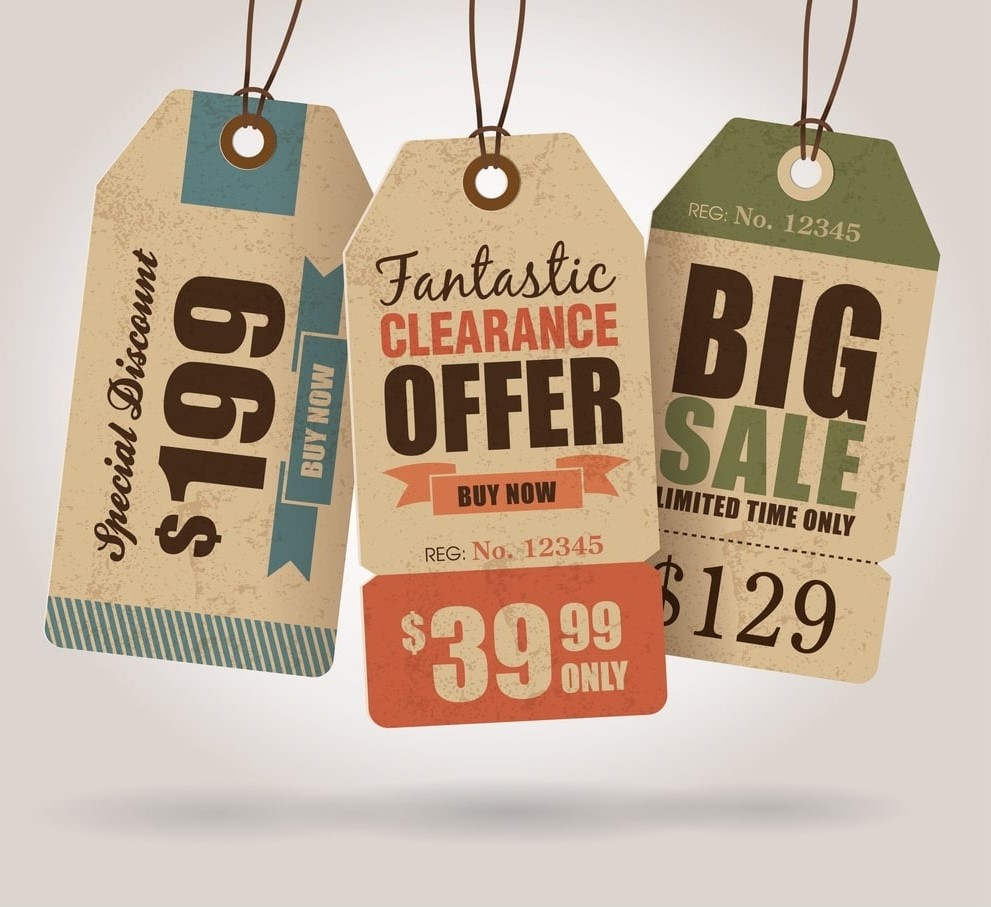 Special Discount
$199
BUY NOW
Fantastic
CLEARANCE
OFFER
BUY NOW
REG: No. 12345
$39 99
ONLY
REG: No. 12345
BIG
SALE
LIMITED TIME ONLY
$129